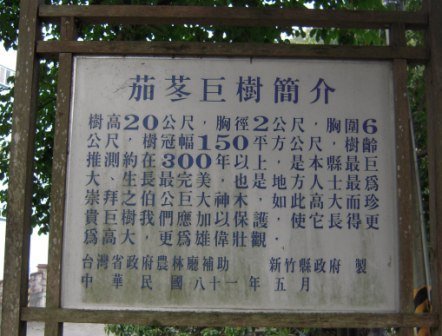 茄苳巨樹簡介
樹高20公尺，胸徑2公尺，胸圍6
公尺，樹冠幅150平方公尺，樹齡
推測約在300年以上，是本縣最巨
大、生長最完美，也是地方人士最為
崇拜之伯公巨大神木，如此高大而珍
貴巨樹我們應加以保護，使它長得更
為高大，更為雄偉壯觀．
台灣省政府農林廳補助　新竹縣政府　製
中華民國八十一年五月